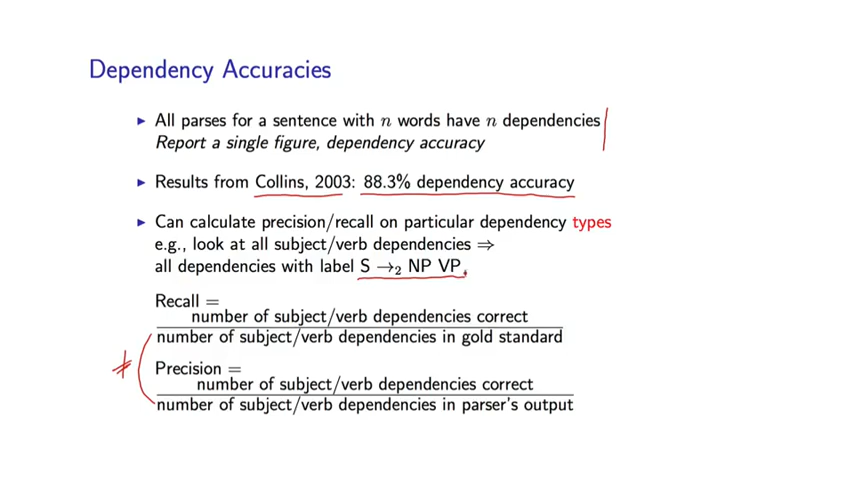 Dependency Accuracies
▶ All parses for a sentence with n words have n dependencies
Report a single figure, dependency accuracy
▶ Results from Collins, 2003: 88.3% dependency accuracy
▶ Can calculate precision/recall on particular dependency types
e.g., look at all subject/verb dependencies ⇒
all dependencies with label S →₂ NP VP
Recall =
number of subject/verb dependencies correct
number of subject/verb dependencies in gold standard
≠
Precision =
number of subject/verb dependencies correct
number of subject/verb dependencies in parser's output